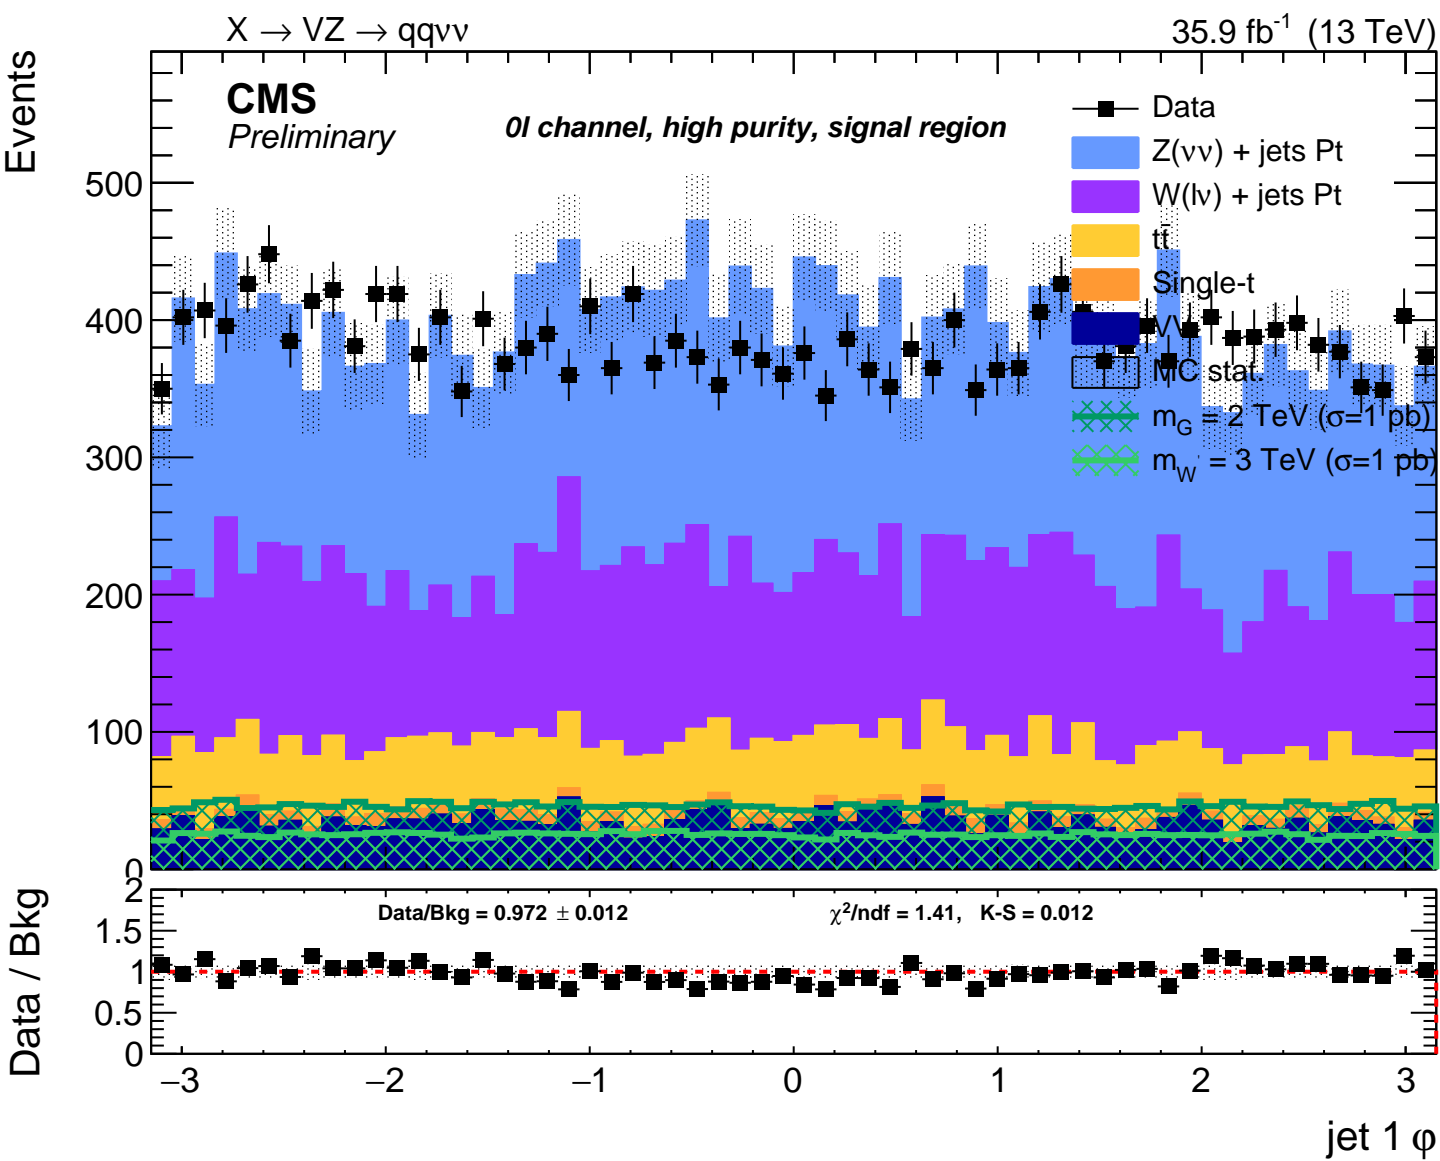 X → VZ → qqνν
35.9 fb⁻¹ (13 TeV)
Events
CMS
Preliminary
0l channel, high purity, signal region
Data
Z(νν) + jets Pt
W(lν) + jets Pt
tt̄
Single-t
VV
MC stat.
m_G = 2 TeV (σ=1 pb)
m_W' = 3 TeV (σ=1 pb)
500
400
300
200
100
0
Data / Bkg
Data/Bkg = 0.972 ± 0.012
χ²/ndf = 1.41, K-S = 0.012
2
1.5
1
0.5
0
−3 −2 −1 0 1 2 3
jet 1 φ